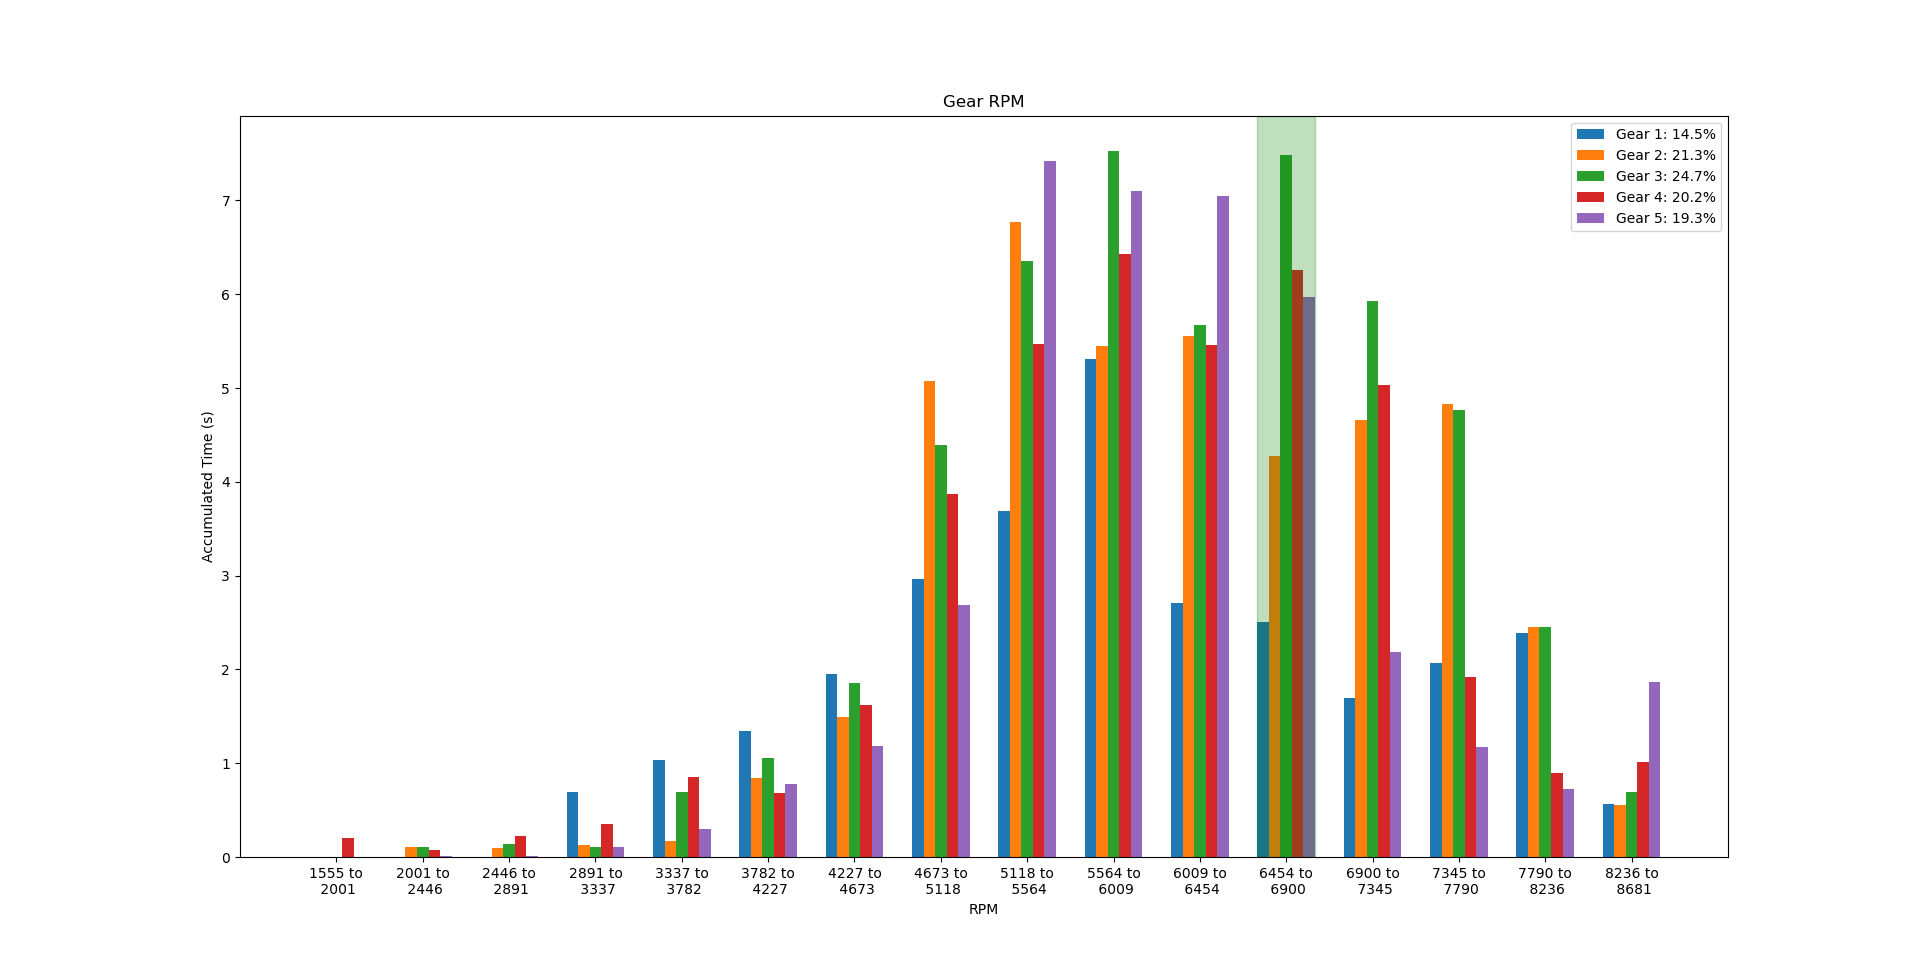 Gear RPM
Gear 1: 14.5%
Gear 2: 21.3%
Gear 3: 24.7%
Gear 4: 20.2%
Gear 5: 19.3%
Accumulated Time (s)
7
6
5
4
3
2
1
0
1555 to
2001
2001 to
2446
2446 to
2891
2891 to
3337
3337 to
3782
3782 to
4227
4227 to
4673
4673 to
5118
5118 to
5564
5564 to
6009
6009 to
6454
6454 to
6900
6900 to
7345
7345 to
7790
7790 to
8236
8236 to
8681
RPM